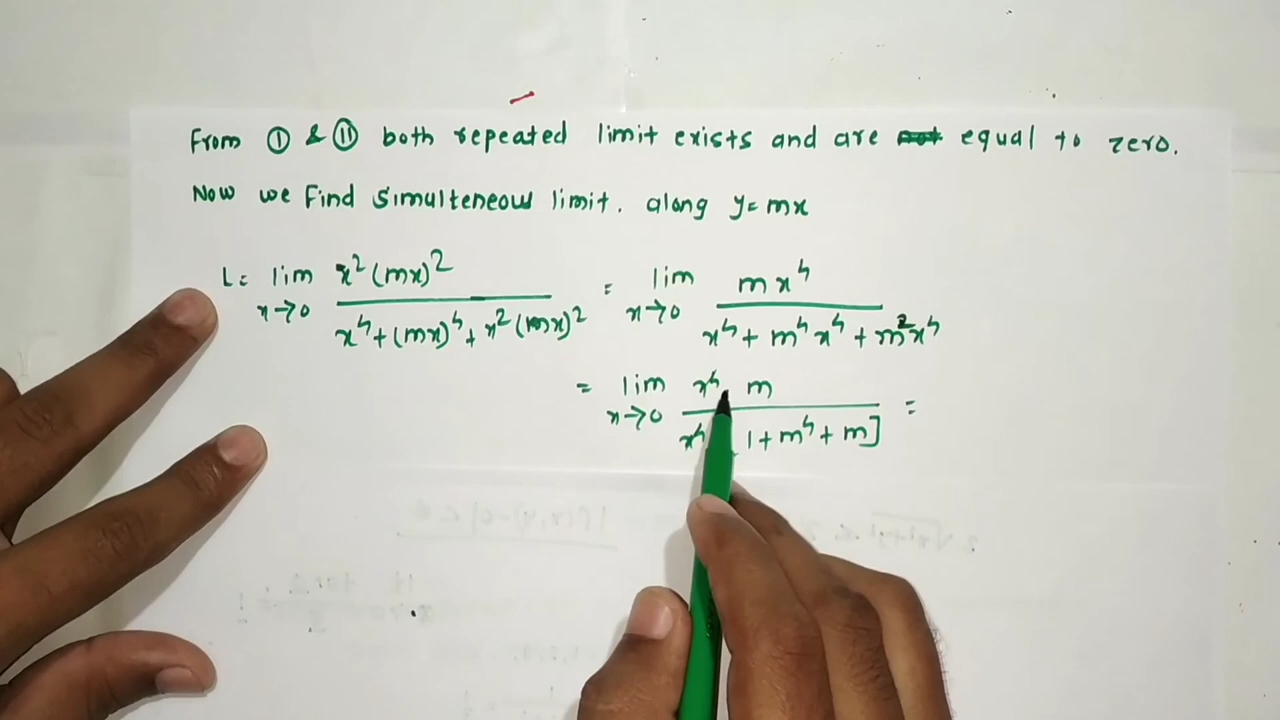 From Ⓘ & Ⓘⓘ both repeated limit exists and are not equal to zero.
Now we Find simulteneous limit. along y=mx
L= lim x→0 x²(mx)² / x⁴+(mx)⁴+x²(mx)² = lim x→0 mx⁴ / x⁴+m⁴x⁴+m²x⁴
= lim x→0 x⁴ m / x⁴ [1+m⁴+m] =